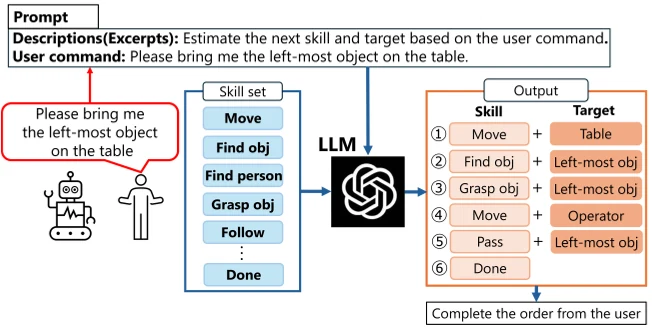 Prompt
Descriptions(Excerpts): Estimate the next skill and target based on the user command.
User command: Please bring me the left-most object on the table.
Please bring me
the left-most object
on the table
Skill set
Move
Find obj
Find person
Grasp obj
Follow
⋮
Done
LLM
Output
Skill Target
① Move + Table
② Find obj + Left-most obj
③ Grasp obj + Left-most obj
④ Move + Operator
⑤ Pass + Left-most obj
⑥ Done
Complete the order from the user